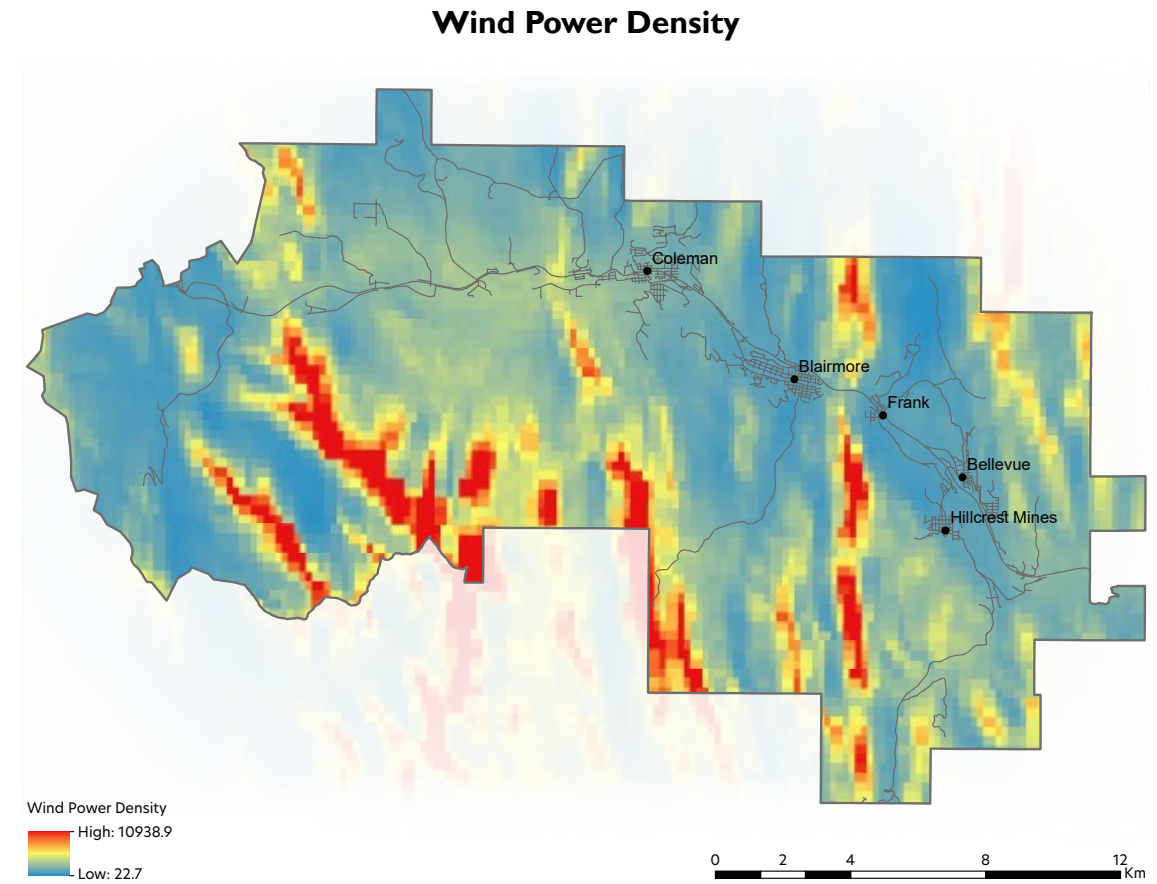 Wind Power Density
Coleman
Blairmore
Frank
Bellevue
Hillcrest Mines
Wind Power Density
High: 10938.9
Low: 22.7
0 2 4 8 12
Km